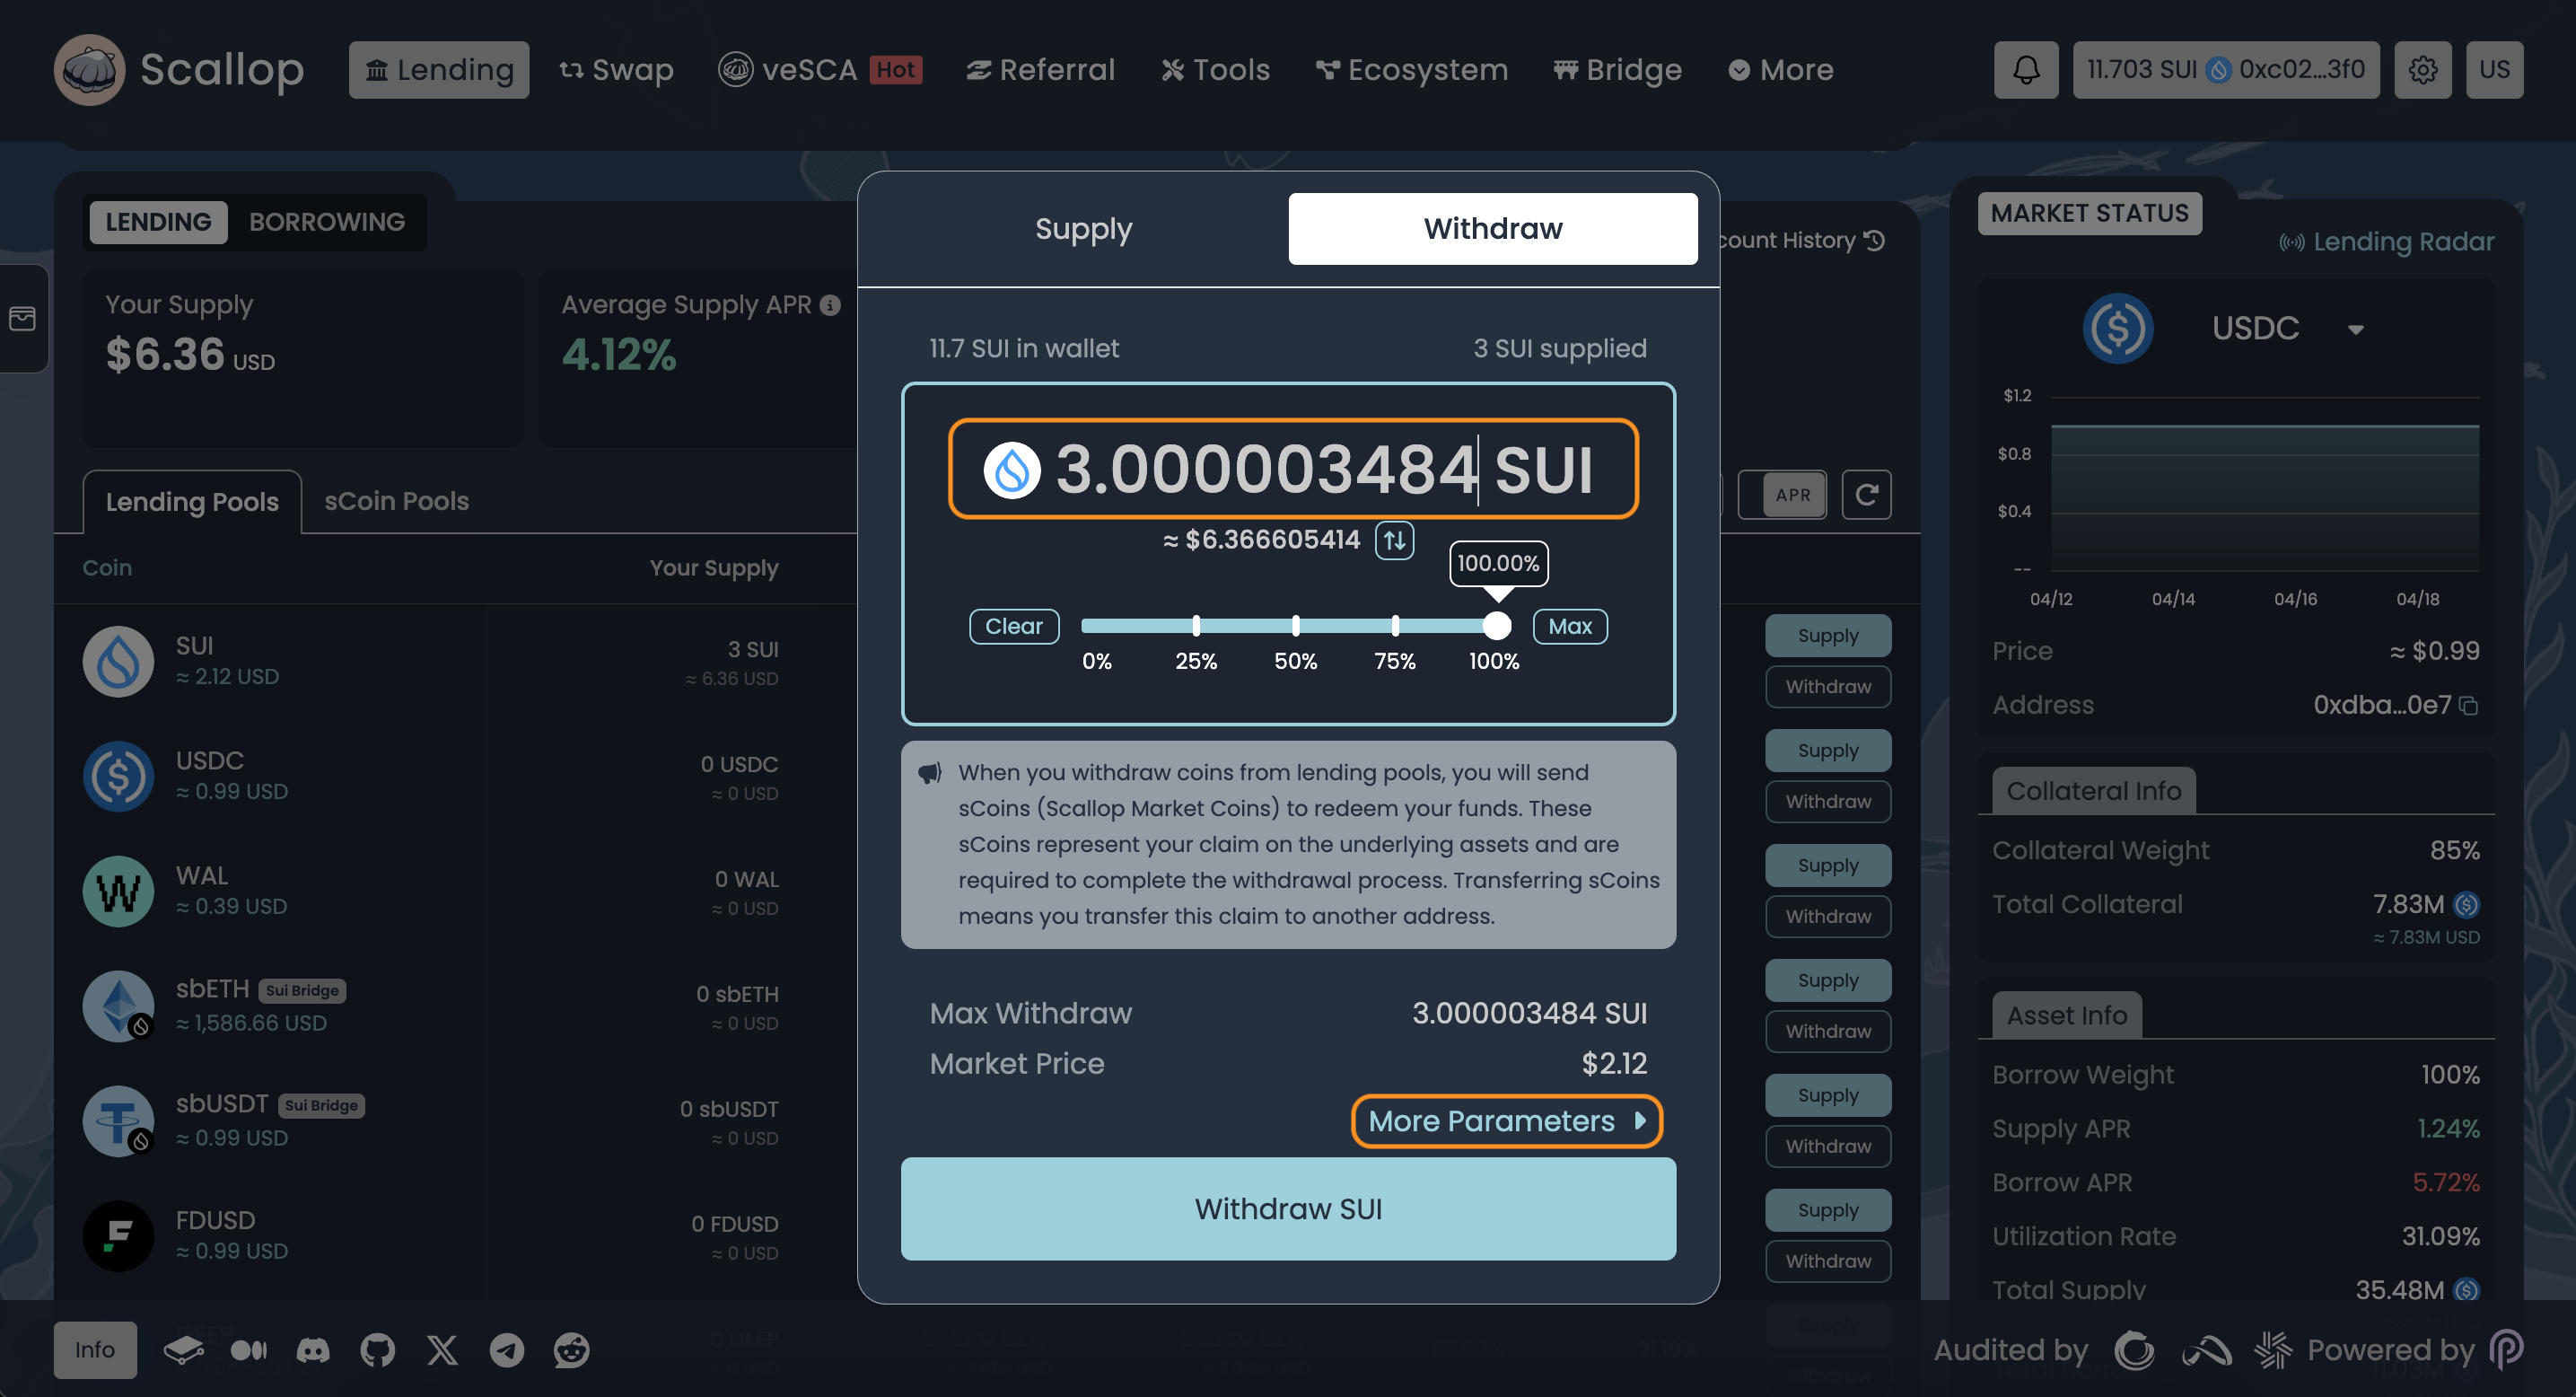 Scallop
Lending
Swap
veSCA Hot
Referral
Tools
Ecosystem
Bridge
More
11.703 SUI 0xc02...3f0
US
LENDING BORROWING
Your Supply
$6.36 USD
Average Supply APR
4.12%
count History
Lending Pools
sCoin Pools
APR
Coin
Your Supply
SUI
≈ 2.12 USD
3 SUI
≈ 6.36 USD
Supply
Withdraw
USDC
≈ 0.99 USD
0 USDC
≈ 0 USD
Supply
Withdraw
WAL
≈ 0.39 USD
0 WAL
≈ 0 USD
Supply
Withdraw
sbETH Sui Bridge
≈ 1,586.66 USD
0 sbETH
≈ 0 USD
Supply
Withdraw
sbUSDT Sui Bridge
≈ 0.99 USD
0 sbUSDT
≈ 0 USD
Supply
Withdraw
FDUSD
≈ 0.99 USD
0 FDUSD
≈ 0 USD
Supply
Withdraw
DEEP
0 DEEP
Supply
Withdraw
Supply
Withdraw
11.7 SUI in wallet
3 SUI supplied
3.000003484 SUI
≈ $6.366605414
100.00%
Clear
Max
0% 25% 50% 75% 100%
When you withdraw coins from lending pools, you will send
sCoins (Scallop Market Coins) to redeem your funds. These
sCoins represent your claim on the underlying assets and are
required to complete the withdrawal process. Transferring sCoins
means you transfer this claim to another address.
Max Withdraw 3.000003484 SUI
Market Price $2.12
More Parameters
Withdraw SUI
MARKET STATUS
Lending Radar
USDC
$1.2
$0.8
$0.4
--
04/12 04/14 04/16 04/18
Price ≈ $0.99
Address 0xdba...0e7
Collateral Info
Collateral Weight 85%
Total Collateral 7.83M
≈ 7.83M USD
Asset Info
Borrow Weight 100%
Supply APR 1.24%
Borrow APR 5.72%
Utilization Rate 31.09%
Total Supply 35.48M
Info
Audited by
Powered by